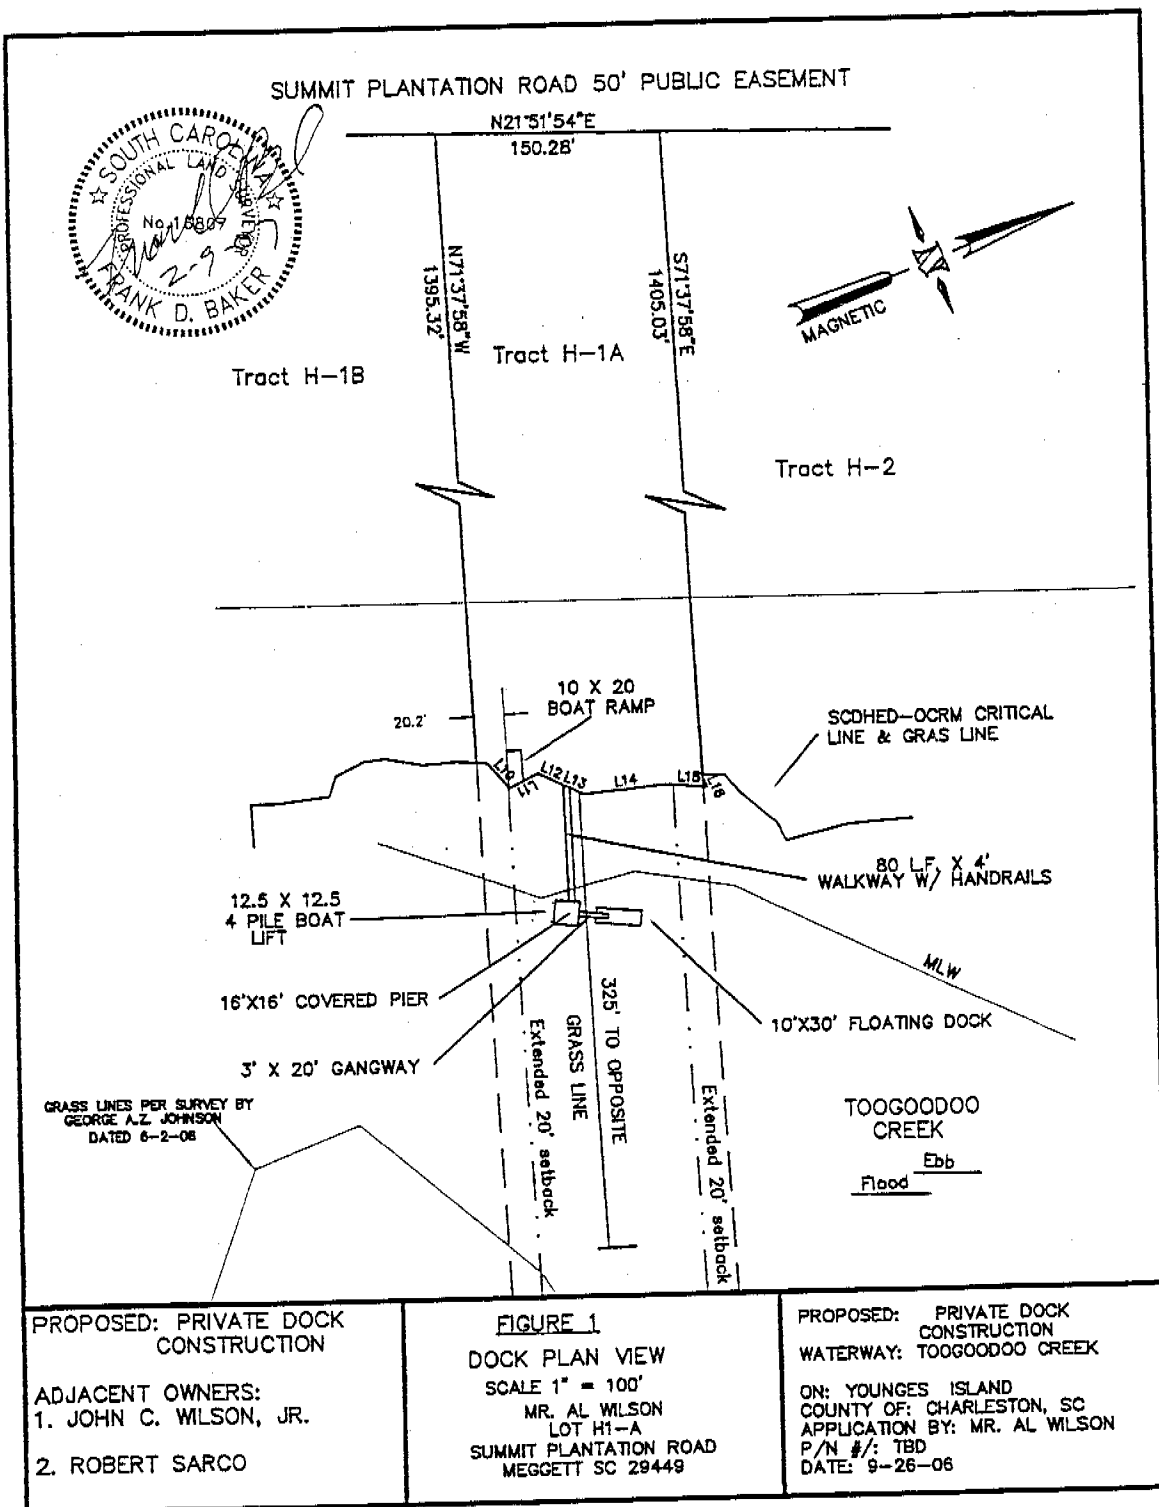 SUMMIT PLANTATION ROAD 50' PUBLIC EASEMENT
N21°51'54"E
150.28'
SOUTH CAROLINA
PROFESSIONAL LAND SURVEYOR
No. 15807
2-9-
FRANK D. BAKER
N71°37'58"W
1395.32'
S71°37'58"E
1405.03'
MAGNETIC
Tract H-1B
Tract H-1A
Tract H-2
10 X 20
BOAT RAMP
20.2'
SCDHED-OCRM CRITICAL
LINE & GRAS LINE
L10
L11
L12
L13
L14
L15
L16
80 L.F. X 4'
WALKWAY W/ HANDRAILS
12.5 X 12.5
4 PILE BOAT
LIFT
MLW
16'X16' COVERED PIER
10'X30' FLOATING DOCK
3' X 20' GANGWAY
Extended 20' setback
325' TO OPPOSITE
GRASS LINE
Extended 20' setback
GRASS LINES PER SURVEY BY
GEORGE A.Z. JOHNSON
DATED 6-2-06
TOOGOODOO
CREEK
Ebb
Flood
PROPOSED: PRIVATE DOCK
CONSTRUCTION
ADJACENT OWNERS:
1. JOHN C. WILSON, JR.
2. ROBERT SARCO
FIGURE 1
DOCK PLAN VIEW
SCALE 1" = 100'
MR. AL WILSON
LOT H1-A
SUMMIT PLANTATION ROAD
MEGGETT SC 29449
PROPOSED: PRIVATE DOCK
CONSTRUCTION
WATERWAY: TOOGOODOO CREEK
ON: YOUNGES ISLAND
COUNTY OF: CHARLESTON, SC
APPLICATION BY: MR. AL WILSON
P/N #/: TBD
DATE: 9-26-06